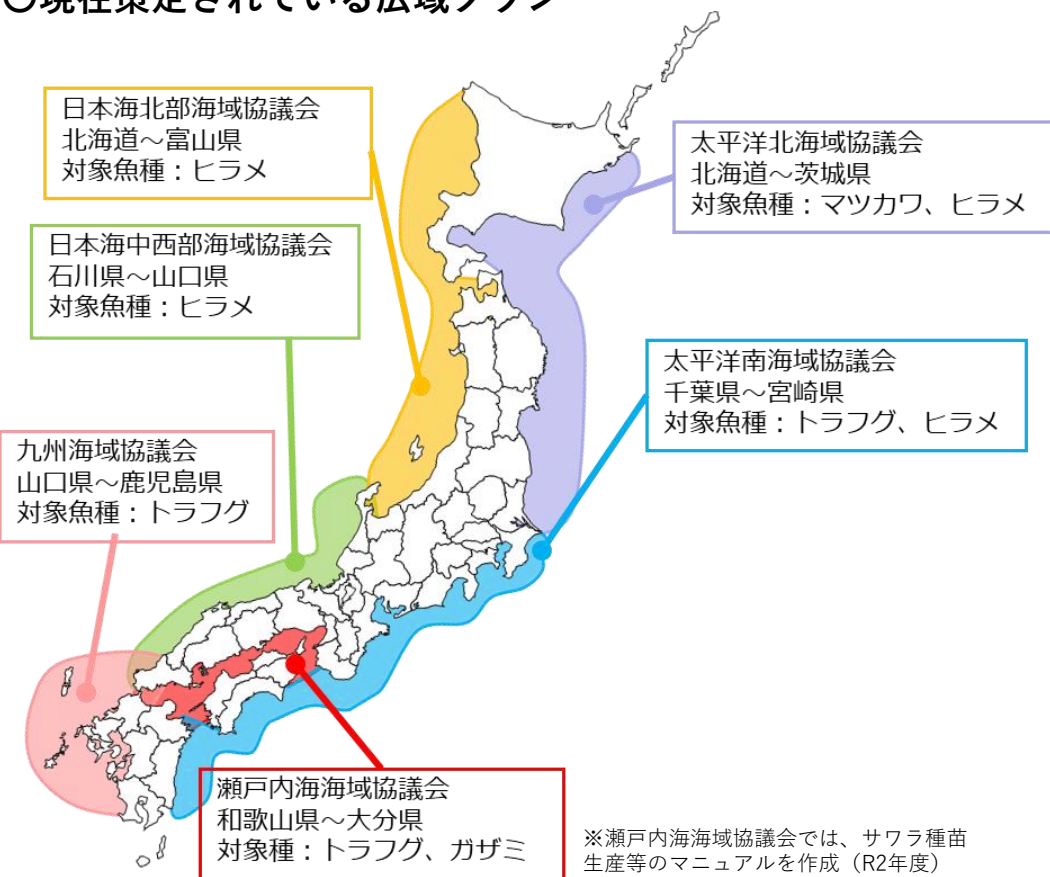 〇現在策定されている広域プラン
日本海北部海域協議会
北海道～富山県
対象魚種：ヒラメ
太平洋北海域協議会
北海道～茨城県
対象魚種：マツカワ、ヒラメ
日本海中西部海域協議会
石川県～山口県
対象魚種：ヒラメ
太平洋南海域協議会
千葉県～宮崎県
対象魚種：トラフグ、ヒラメ
九州海域協議会
山口県～鹿児島県
対象魚種：トラフグ
瀬戸内海海域協議会
和歌山県～大分県
対象種：トラフグ、ガザミ
※瀬戸内海海域協議会では、サワラ種苗
生産等のマニュアルを作成（R2年度）